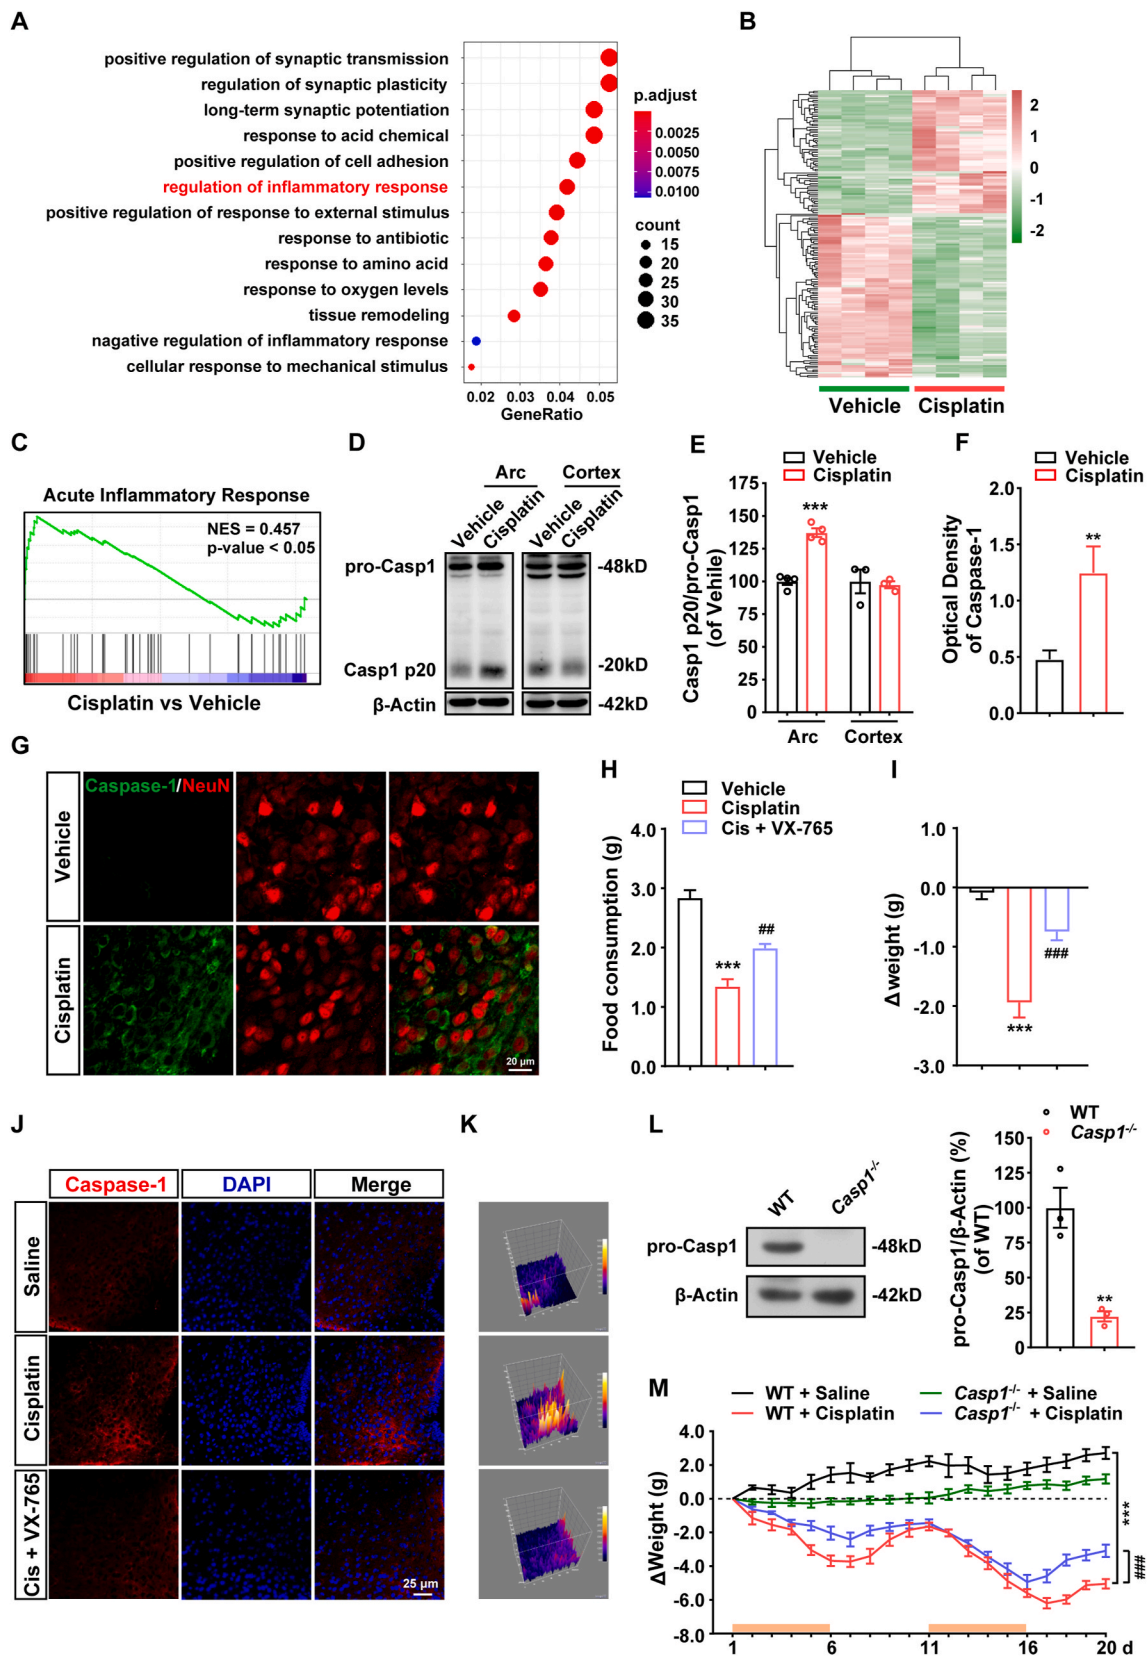 A
positive regulation of synaptic transmission
regulation of synaptic plasticity
long-term synaptic potentiation
response to acid chemical
positive regulation of cell adhesion
regulation of inflammatory response
positive regulation of response to external stimulus
response to antibiotic
response to amino acid
response to oxygen levels
tissue remodeling
nagative regulation of inflammatory response
cellular response to mechanical stimulus
0.02 0.03 0.04 0.05
GeneRatio
p.adjust
0.0025
0.0050
0.0075
0.0100
count
15
20
25
30
35
B
2
1
0
-1
-2
Vehicle Cisplatin
C
Acute Inflammatory Response
NES = 0.457
p-value < 0.05
Cisplatin vs Vehicle
D
Arc Cortex
Vehicle Cisplatin Vehicle Cisplatin
pro-Casp1 -48kD
Casp1 p20 -20kD
β-Actin -42kD
E
Vehicle
Cisplatin
Casp1 p20/pro-Casp1
(of Vehile)
175
150
125
100
75
50
25
0
***
Arc Cortex
F
Vehicle
Cisplatin
Optical Density
of Caspase-1
2.0
1.5
1.0
0.5
0.0
**
G
Caspase-1/NeuN
Vehicle
Cisplatin
20 μm
H
Vehicle
Cisplatin
Cis + VX-765
Food consumption (g)
4.0
3.0
2.0
1.0
0.0
***
##
I
Δweight (g)
1.0
0.0
-1.0
-2.0
-3.0
***
###
J
Caspase-1 DAPI Merge
Saline
Cisplatin
Cis + VX-765
25 μm
K
L
WT Casp1-/-
pro-Casp1 -48kD
β-Actin -42kD
WT
Casp1-/-
pro-Casp1/β-Actin (%)
(of WT)
150
125
100
75
50
25
0
**
M
WT + Saline Casp1-/- + Saline
WT + Cisplatin Casp1-/- + Cisplatin
ΔWeight (g)
4.0
2.0
0.0
-2.0
-4.0
-6.0
-8.0
***
###
1 6 11 16 20 d